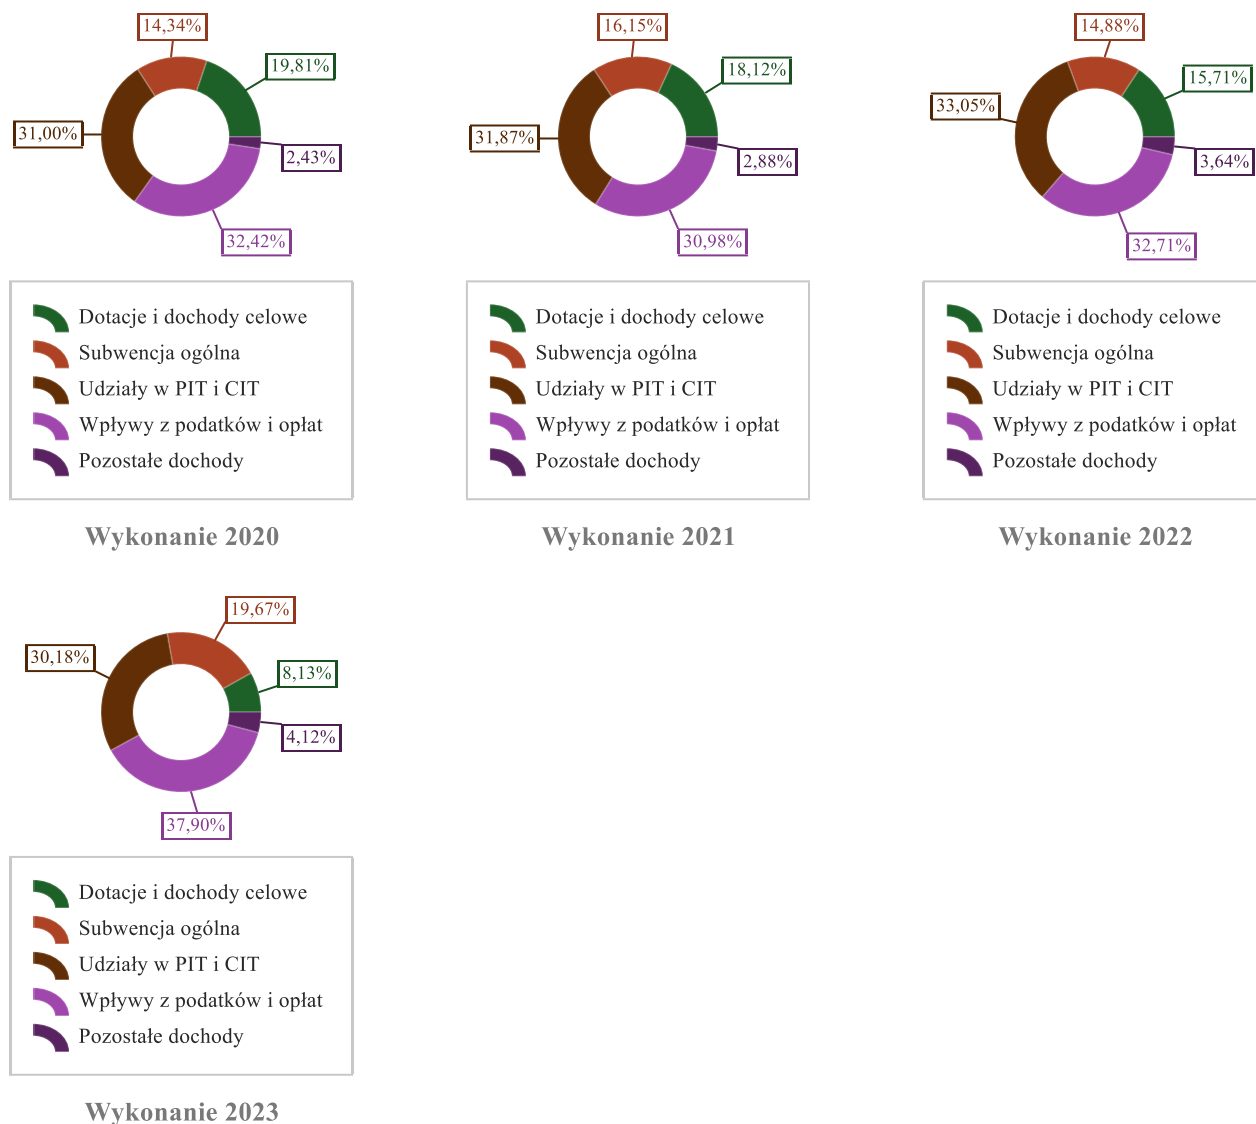 14,34%
19,81%
31,00%
2,43%
32,42%
Dotacje i dochody celowe
Subwencja ogólna
Udziały w PIT i CIT
Wpływy z podatków i opłat
Pozostałe dochody
Wykonanie 2020
16,15%
18,12%
31,87%
2,88%
30,98%
Dotacje i dochody celowe
Subwencja ogólna
Udziały w PIT i CIT
Wpływy z podatków i opłat
Pozostałe dochody
Wykonanie 2021
14,88%
15,71%
33,05%
3,64%
32,71%
Dotacje i dochody celowe
Subwencja ogólna
Udziały w PIT i CIT
Wpływy z podatków i opłat
Pozostałe dochody
Wykonanie 2022
19,67%
30,18%
8,13%
4,12%
37,90%
Dotacje i dochody celowe
Subwencja ogólna
Udziały w PIT i CIT
Wpływy z podatków i opłat
Pozostałe dochody
Wykonanie 2023